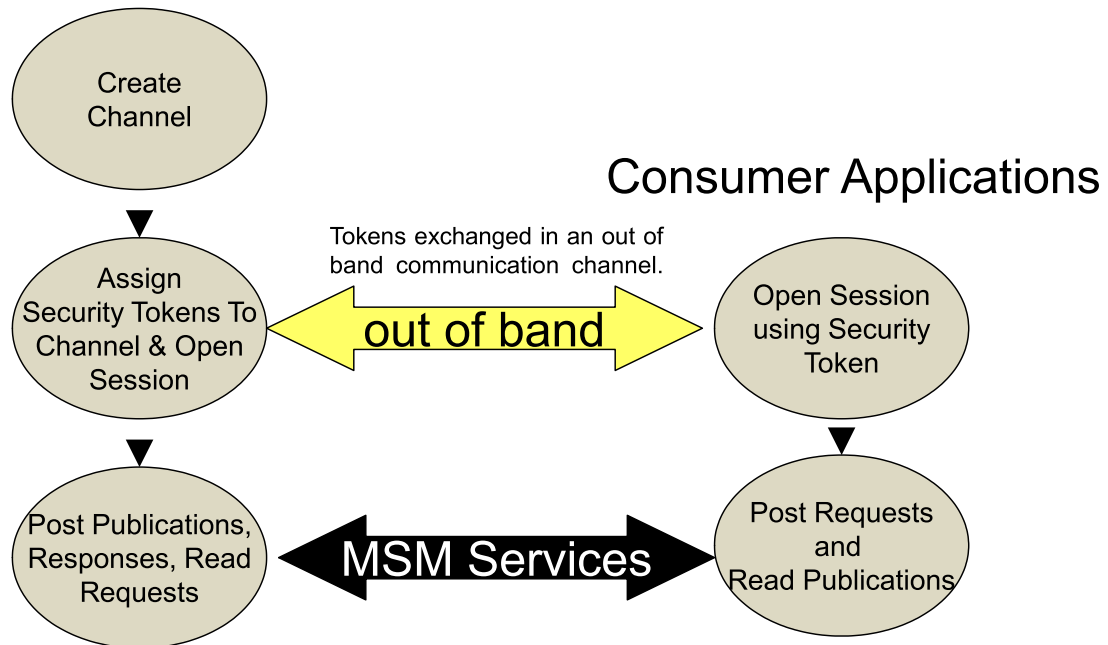 Create
Channel
Consumer Applications
Tokens exchanged in an out of
band communication channel.
Assign
Security Tokens To
Channel & Open
Session
out of band
Open Session
using Security
Token
Post Publications,
Responses, Read
Requests
MSM Services
Post Requests
and
Read Publications